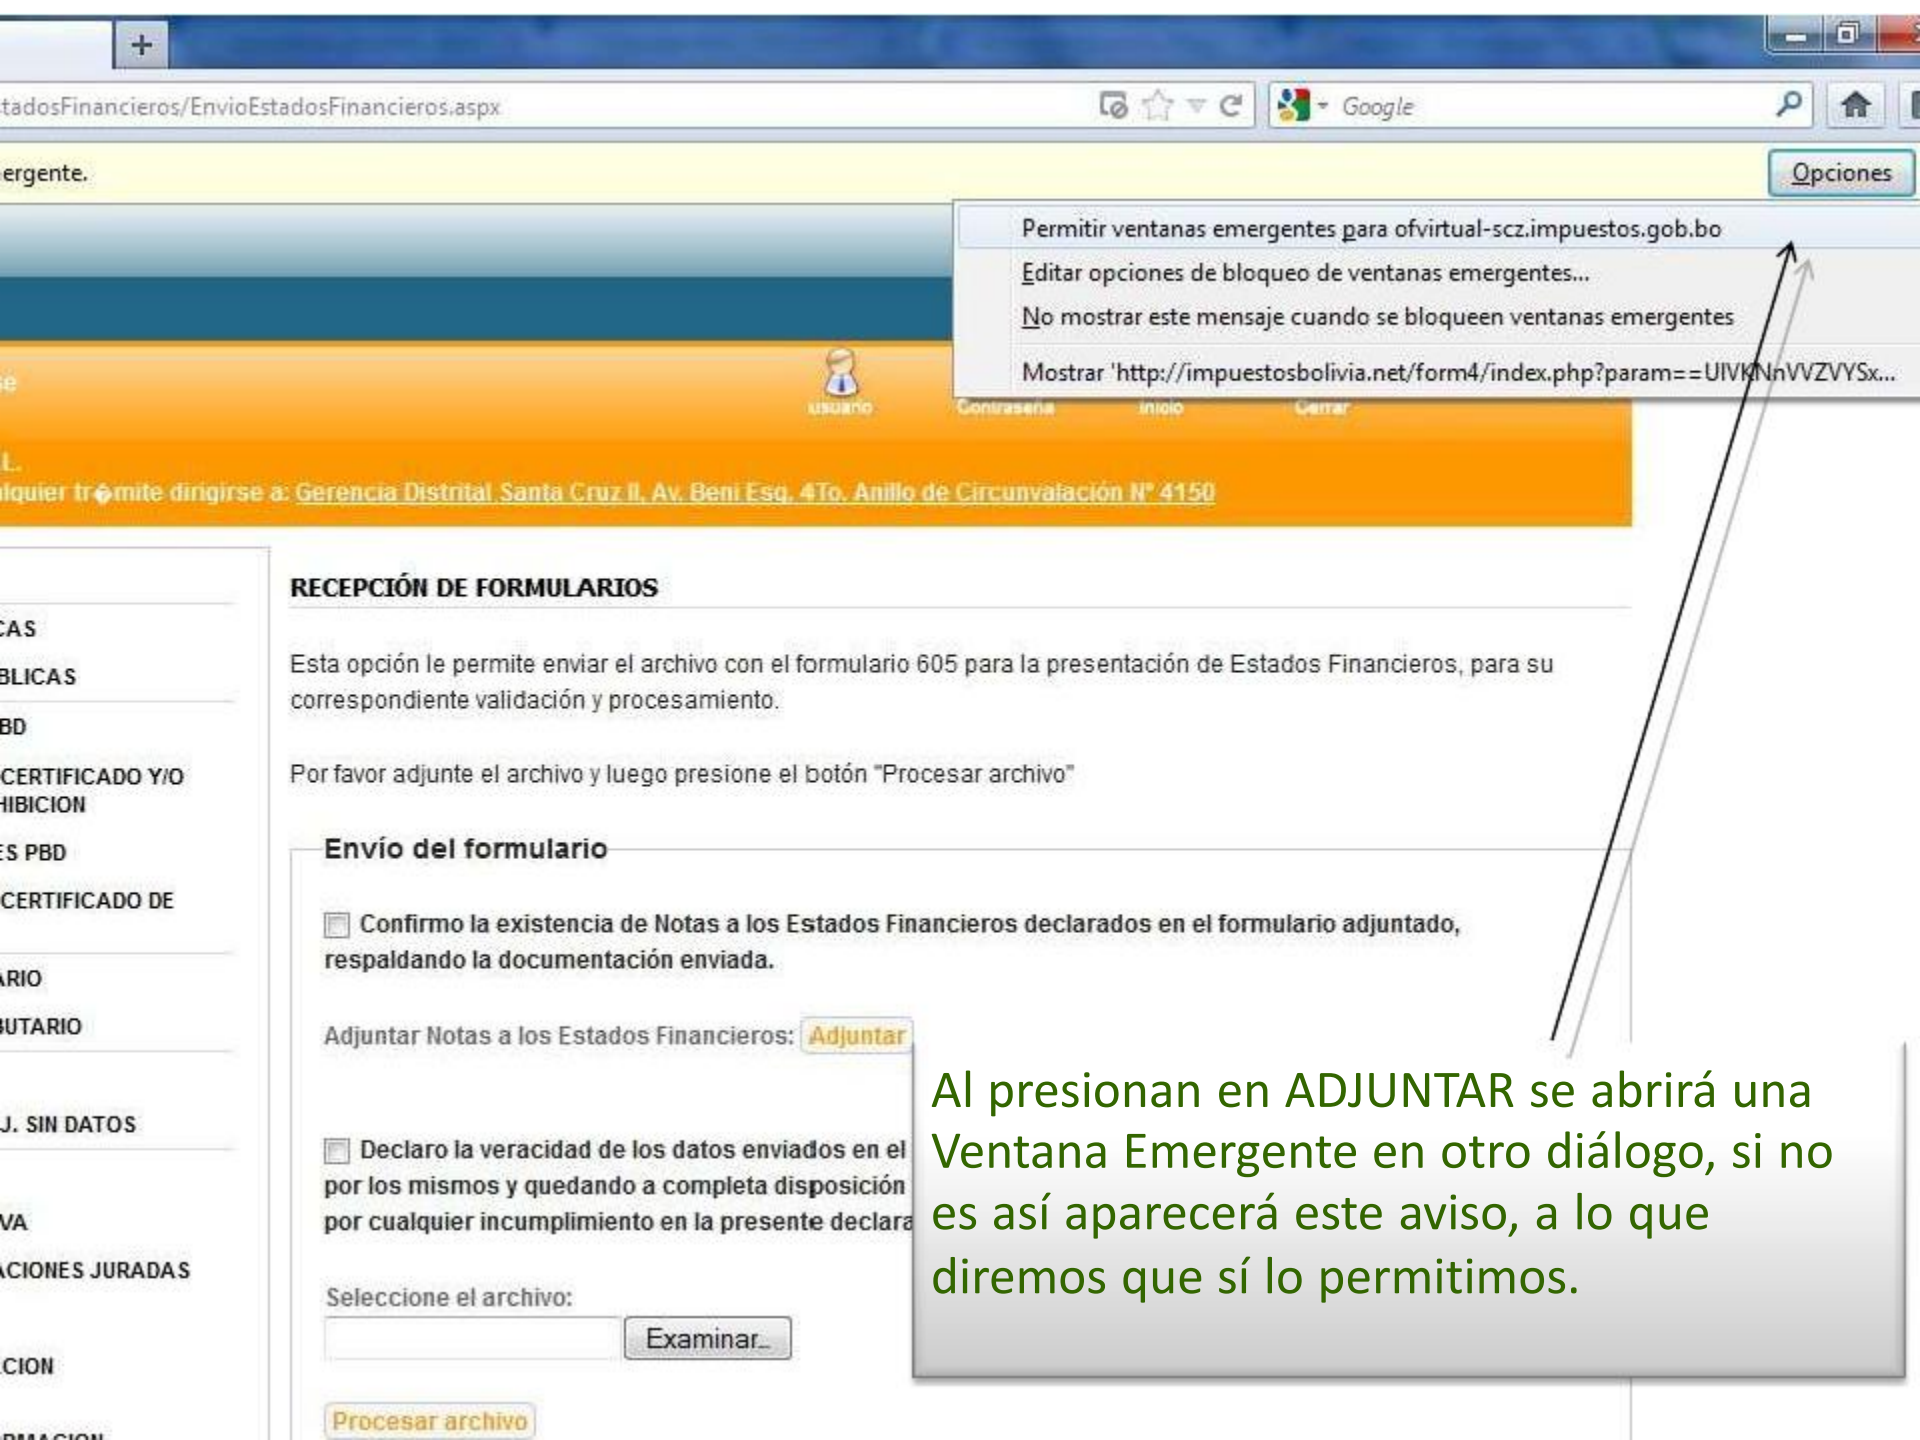 +
tadosFinancieros/EnvioEstadosFinancieros.aspx
Google
ergente.
Opciones
Permitir ventanas emergentes para ofvirtual-scz.impuestos.gob.bo
Editar opciones de bloqueo de ventanas emergentes...
No mostrar este mensaje cuando se bloqueen ventanas emergentes
Mostrar 'http://impuestosbolivia.net/form4/index.php?param==UIVKNnVVZVYSx...
se
usuario
Contraseña
Inicio
Cerrar
L.
lquier tr�mite dirigirse a: Gerencia Distrital Santa Cruz II, Av. Beni Esq. 4To. Anillo de Circunvalación Nº 4150
RECEPCIÓN DE FORMULARIOS
CAS
BLICAS
BD
CERTIFICADO Y/O
HIBICION
ES PBD
CERTIFICADO DE
ARIO
BUTARIO
J. SIN DATOS
VA
ACIONES JURADAS
CION
RMACION
Esta opción le permite enviar el archivo con el formulario 605 para la presentación de Estados Financieros, para su
correspondiente validación y procesamiento.
Por favor adjunte el archivo y luego presione el botón "Procesar archivo"
Envío del formulario
Confirmo la existencia de Notas a los Estados Financieros declarados en el formulario adjuntado,
respaldando la documentación enviada.
Adjuntar Notas a los Estados Financieros: Adjuntar
Declaro la veracidad de los datos enviados en el
por los mismos y quedando a completa disposición
por cualquier incumplimiento en la presente declara
Seleccione el archivo:
Examinar...
Procesar archivo
Al presionan en ADJUNTAR se abrirá una
Ventana Emergente en otro diálogo, si no
es así aparecerá este aviso, a lo que
diremos que sí lo permitimos.